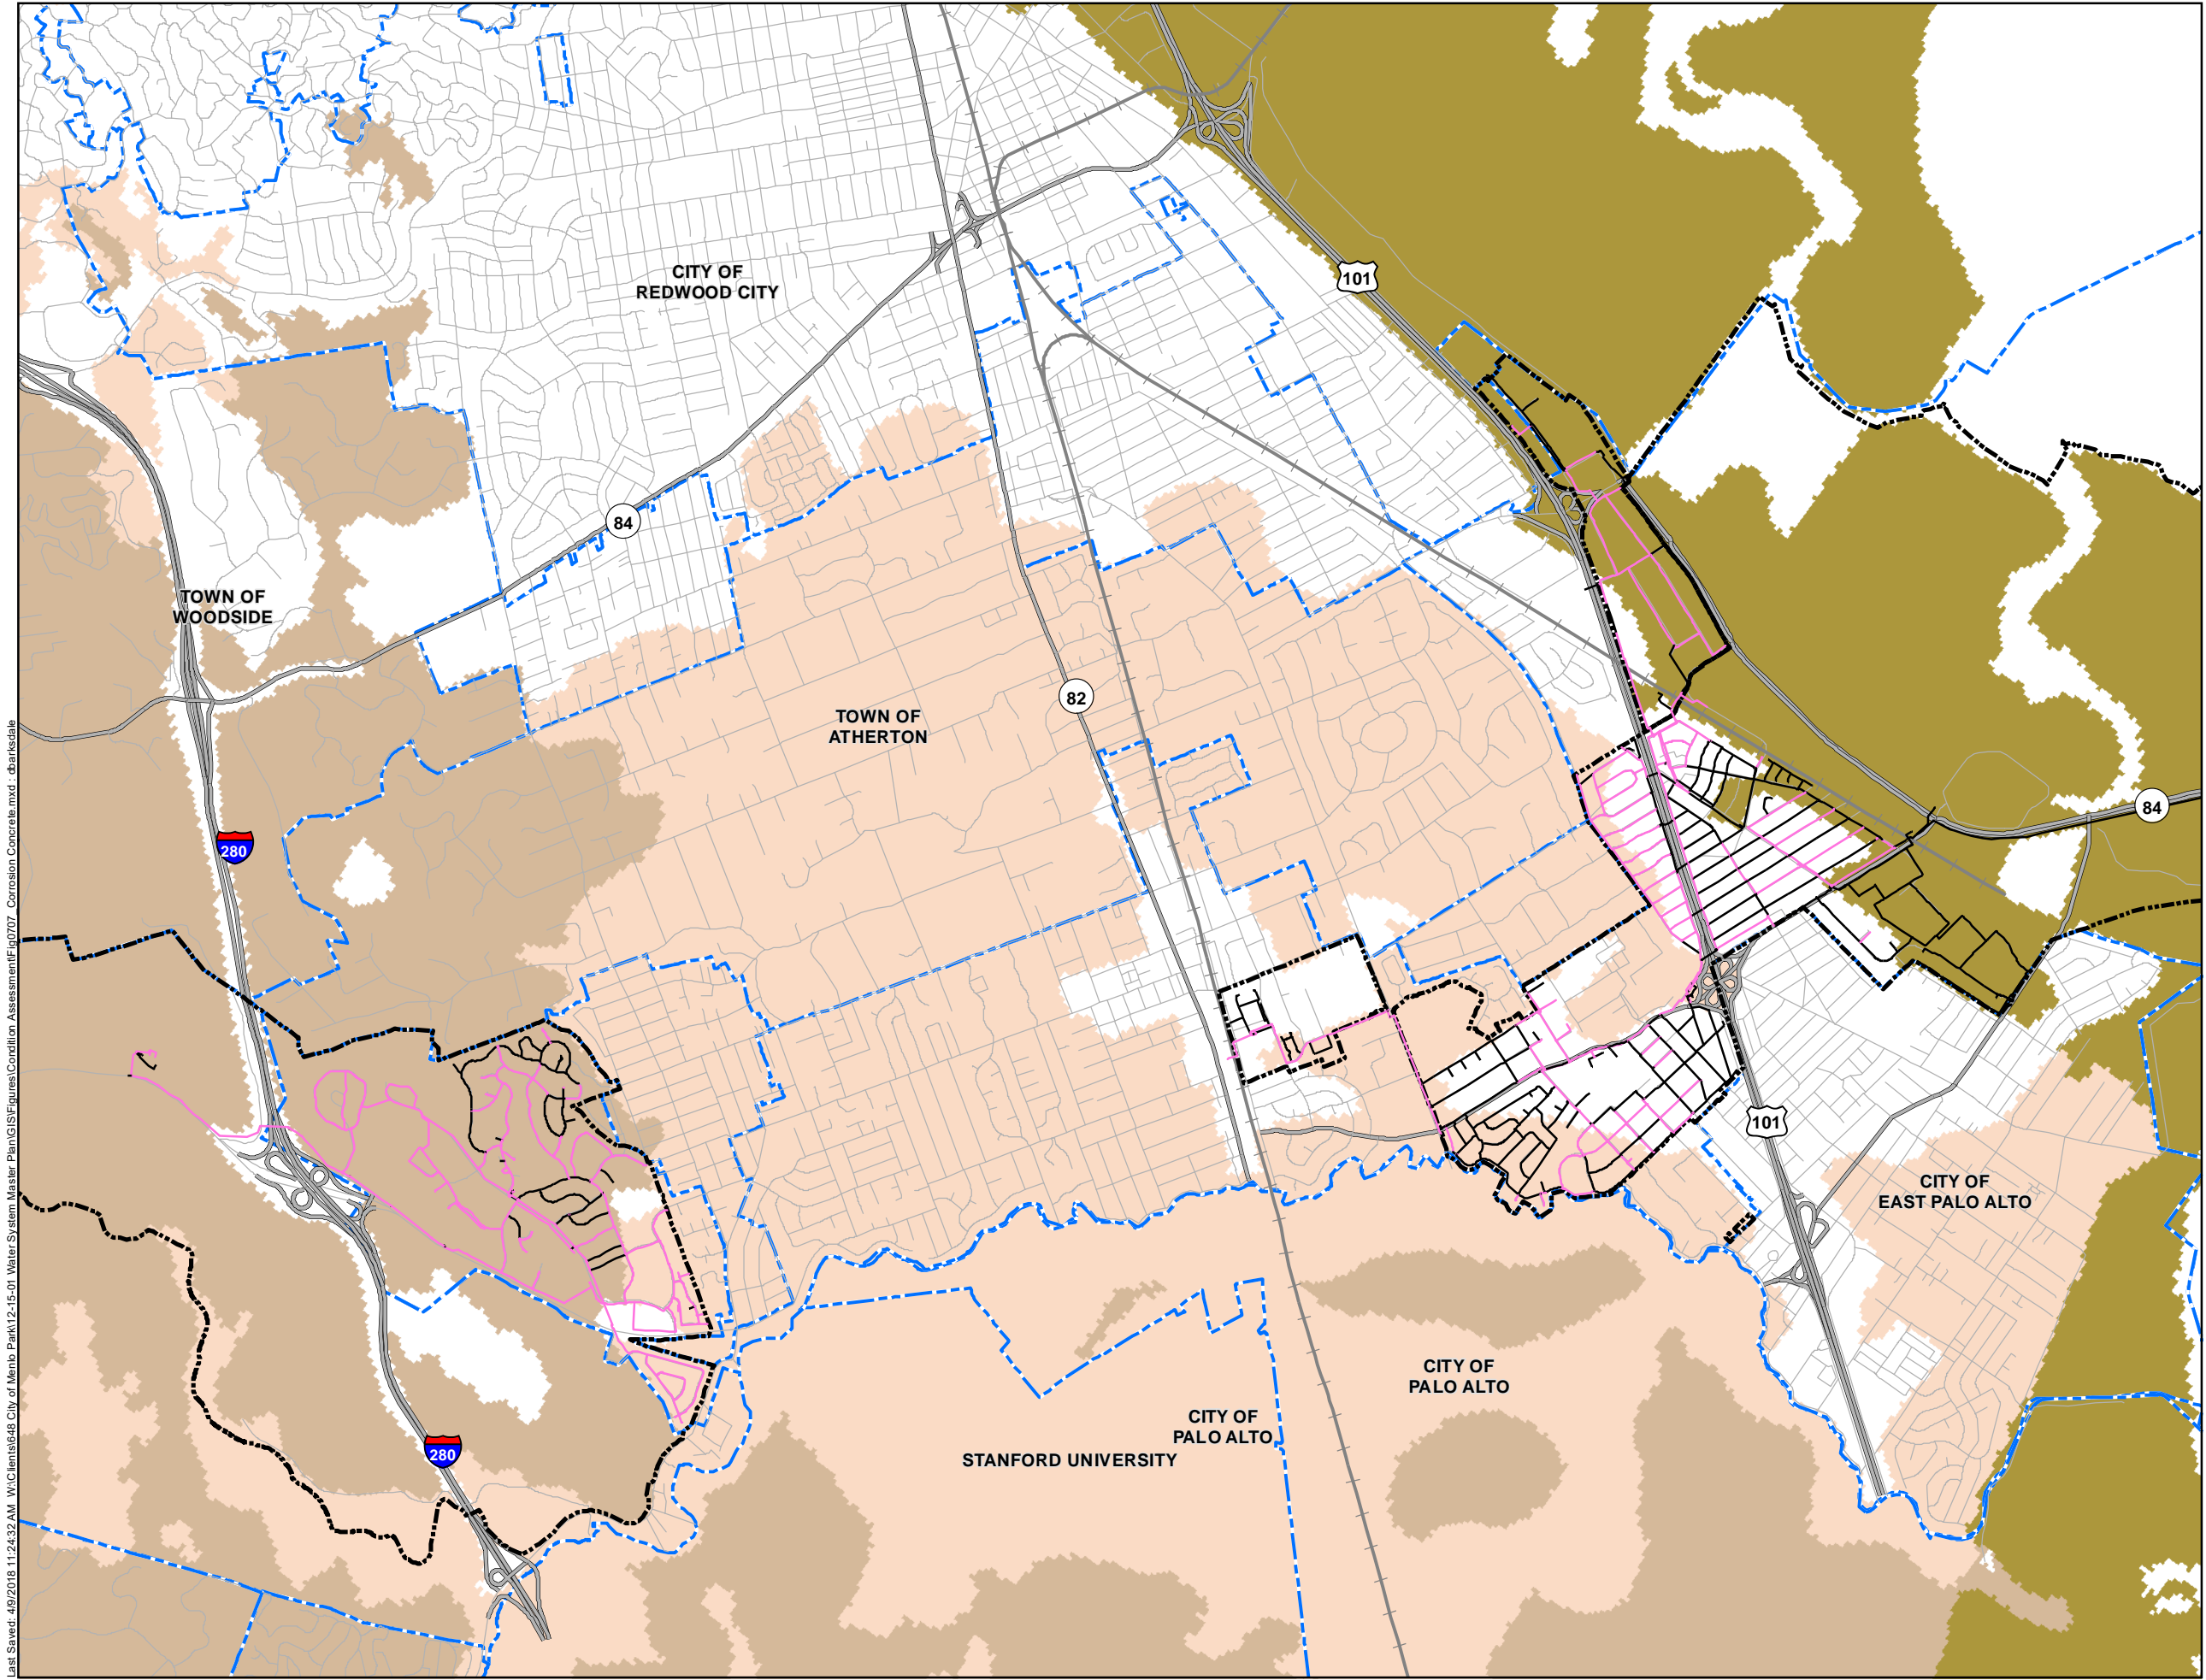 CITY OF
REDWOOD CITY
101
84
TOWN OF
WOODSIDE
82
TOWN OF
ATHERTON
84
280
101
CITY OF
EAST PALO ALTO
CITY OF
PALO ALTO
CITY OF
PALO ALTO
STANFORD UNIVERSITY
280
Last Saved: 4/9/2018 11:24:32 AM W:\Clients\648 City of Menlo Park\12-15-01 Water System Master Plan\GIS\Figures\Condition Assessment\Fig0707_Corrosion Concrete.mxd : dbarksdale